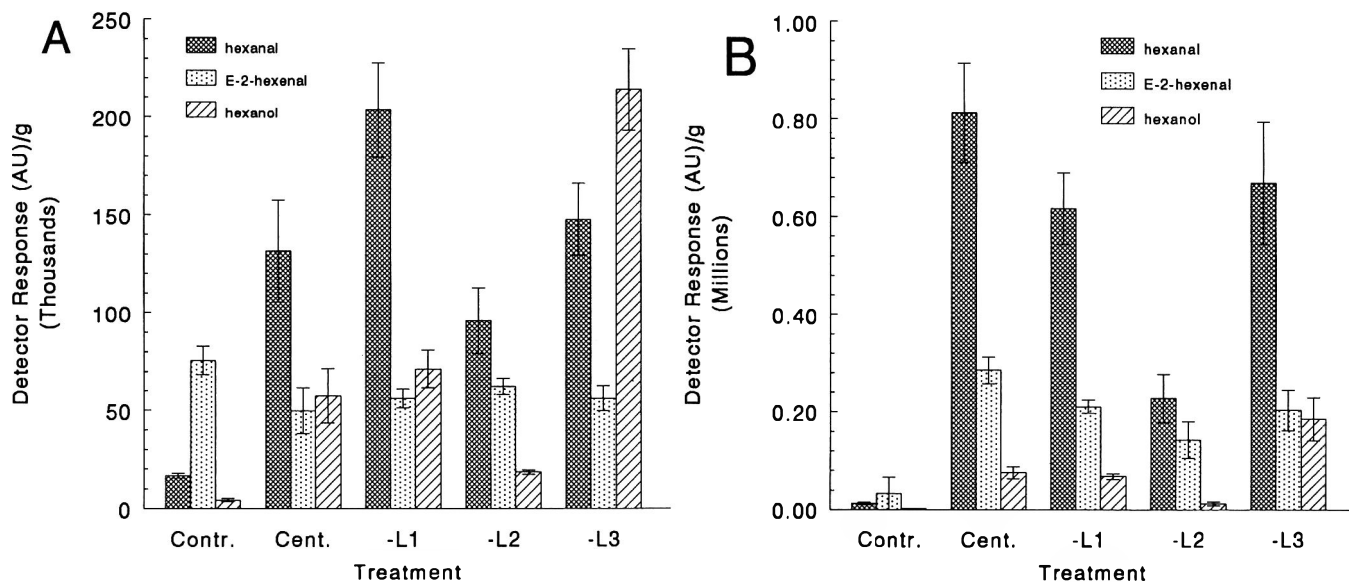 A
Detector Response (AU)/g
(Thousands)
250
200
150
100
50
0
hexanal
E-2-hexenal
hexanol
Contr. Cent. -L1 -L2 -L3
Treatment
B
Detector Response (AU)/g
(Millions)
1.00
0.80
0.60
0.40
0.20
0.00
hexanal
E-2-hexenal
hexanol
Contr. Cent. -L1 -L2 -L3
Treatment